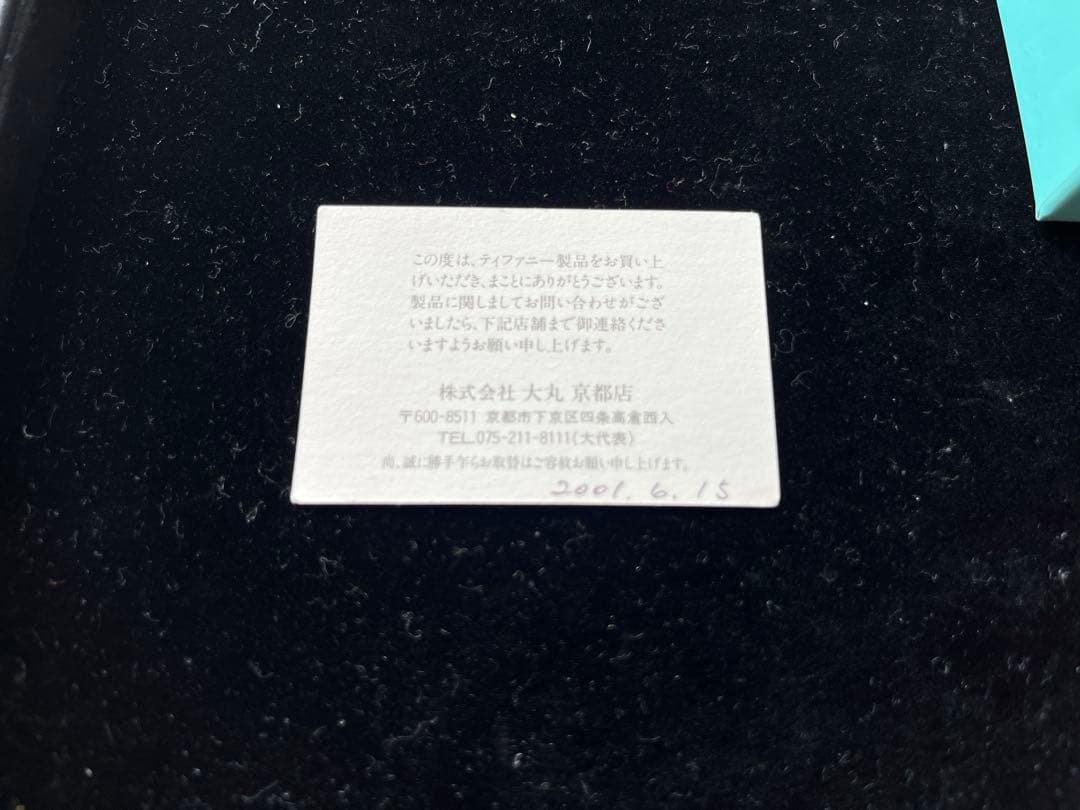 この度は、ティファニー製品をお買い上
げいただき、まことにありがとうございます。
製品に関しましてお問い合わせがござ
いましたら、下記店舗まで御連絡くださ
いますようお願い申し上げます。
株式会社 大丸 京都店
〒600-8511 京都市下京区四条高倉西入
TEL.075-211-8111(大代表)
尚、誠に勝手乍らお取替はご容赦お願い申し上げます。
2001.6.15